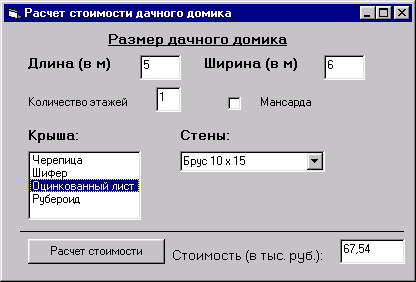 Расчет стоимости дачного домика
Размер дачного домика
Длина (в м) 5 Ширина (в м) 6
Количество этажей 1 Мансарда
Крыша: Стены:
Черепица
Шифер
Оцинкованный лист
Рубероид
Брус 10 x 15
Расчет стоимости Стоимость (в тыс. руб.): 67,54